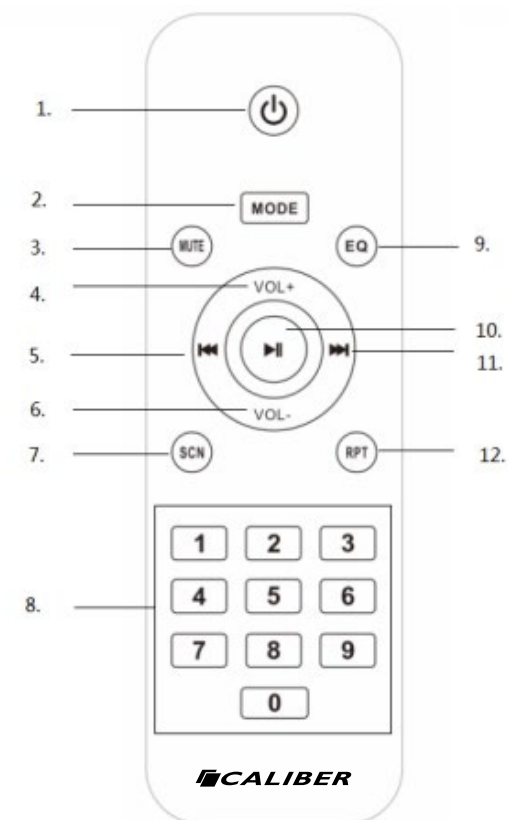 1.
2. MODE
3. MUTE EQ 9.
4. VOL+
10.
5. 11.
6. VOL-
7. SCN RPT 12.
1 2 3
8. 4 5 6
7 8 9
0
CALIBER